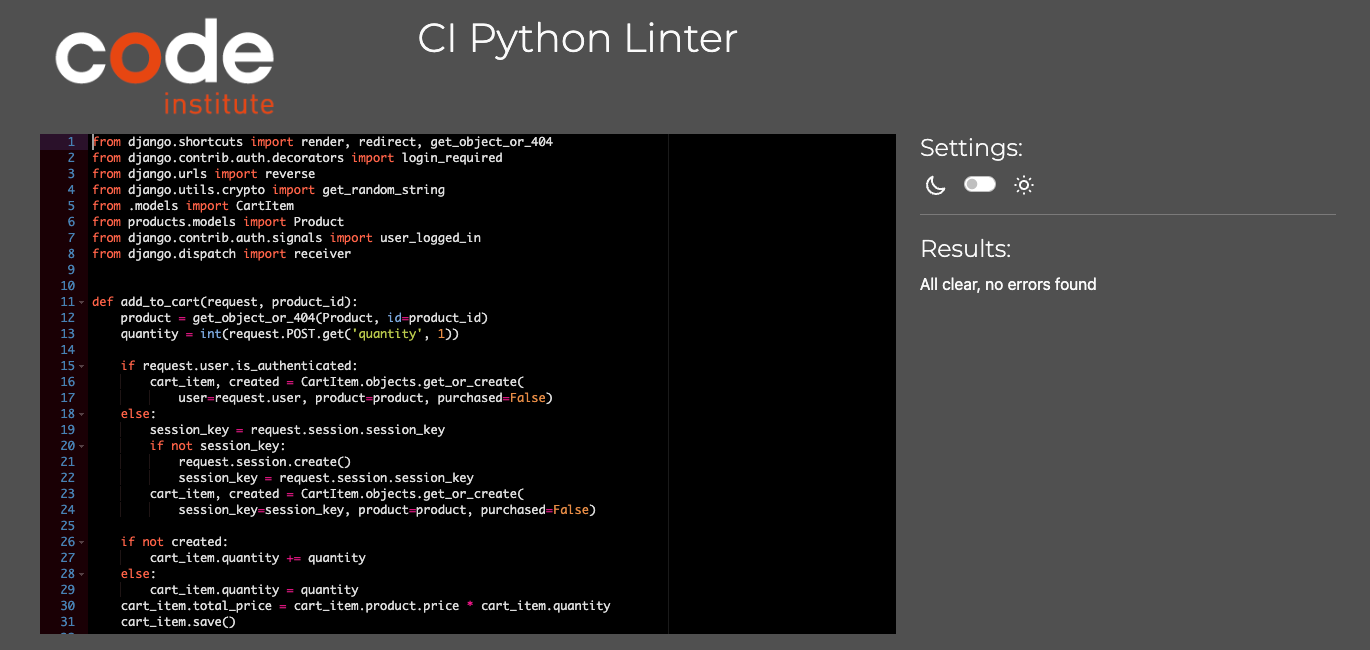 code
institute
CI Python Linter
1 from django.shortcuts import render, redirect, get_object_or_404
2 from django.contrib.auth.decorators import login_required
3 from django.urls import reverse
4 from django.utils.crypto import get_random_string
5 from .models import CartItem
6 from products.models import Product
7 from django.contrib.auth.signals import user_logged_in
8 from django.dispatch import receiver
9
10
11 def add_to_cart(request, product_id):
12     product = get_object_or_404(Product, id=product_id)
13     quantity = int(request.POST.get('quantity', 1))
14
15     if request.user.is_authenticated:
16         cart_item, created = CartItem.objects.get_or_create(
17             user=request.user, product=product, purchased=False)
18     else:
19         session_key = request.session.session_key
20         if not session_key:
21             request.session.create()
22             session_key = request.session.session_key
23         cart_item, created = CartItem.objects.get_or_create(
24             session_key=session_key, product=product, purchased=False)
25
26     if not created:
27         cart_item.quantity += quantity
28     else:
29         cart_item.quantity = quantity
30     cart_item.total_price = cart_item.product.price * cart_item.quantity
31     cart_item.save()
Settings:
Results:
All clear, no errors found